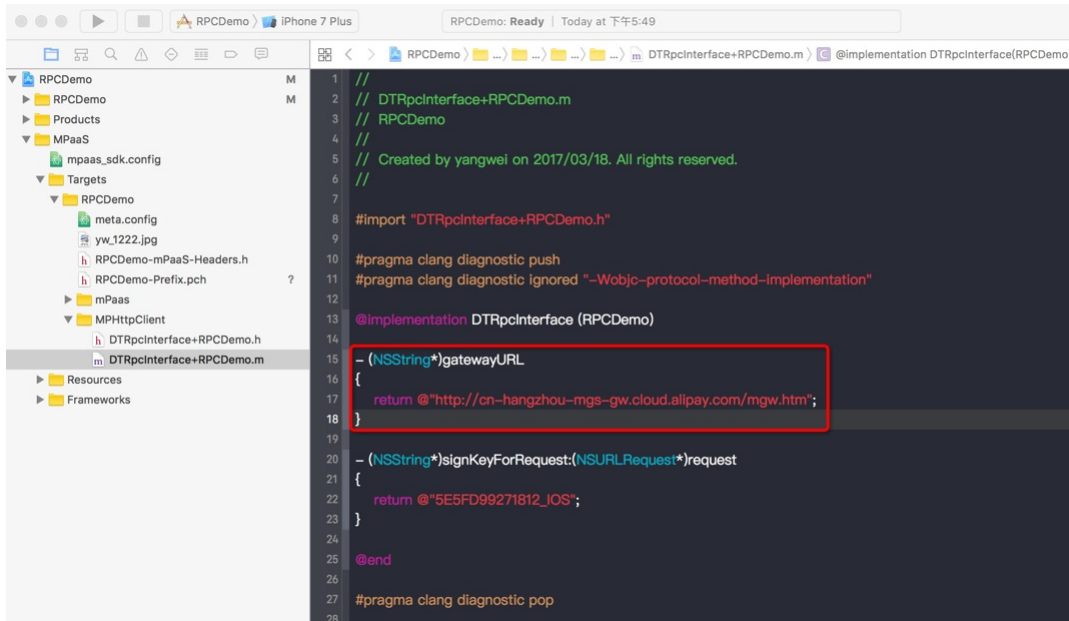 RPCDemo
iPhone 7 Plus
RPCDemo: Ready | Today at 下午5:49
RPCDemo
...
...
...
...
DTRpcInterface+RPCDemo.m
@implementation DTRpcInterface(RPCDemo
RPCDemo M
RPCDemo M
Products
MPaaS
mpaas_sdk.config
Targets
RPCDemo
meta.config
yw_1222.jpg
h RPCDemo-mPaaS-Headers.h
h RPCDemo-Prefix.pch ?
mPaas
MPHttpClient
h DTRpcInterface+RPCDemo.h
m DTRpcInterface+RPCDemo.m
Resources
Frameworks
1 //
2 // DTRpcInterface+RPCDemo.m
3 // RPCDemo
4 //
5 // Created by yangwei on 2017/03/18. All rights reserved.
6 //
7
8 #import "DTRpcInterface+RPCDemo.h"
9
10 #pragma clang diagnostic push
11 #pragma clang diagnostic ignored "-Wobjc-protocol-method-implementation"
12
13 @implementation DTRpcInterface (RPCDemo)
14
15 - (NSString*)gatewayURL
16 {
17 return @"http://cn-hangzhou-mgs-gw.cloud.alipay.com/mgw.htm";
18 }
19
20 - (NSString*)signKeyForRequest:(NSURLRequest*)request
21 {
22 return @"5E5FD99271812_IOS";
23 }
24
25 @end
26
27 #pragma clang diagnostic pop
28